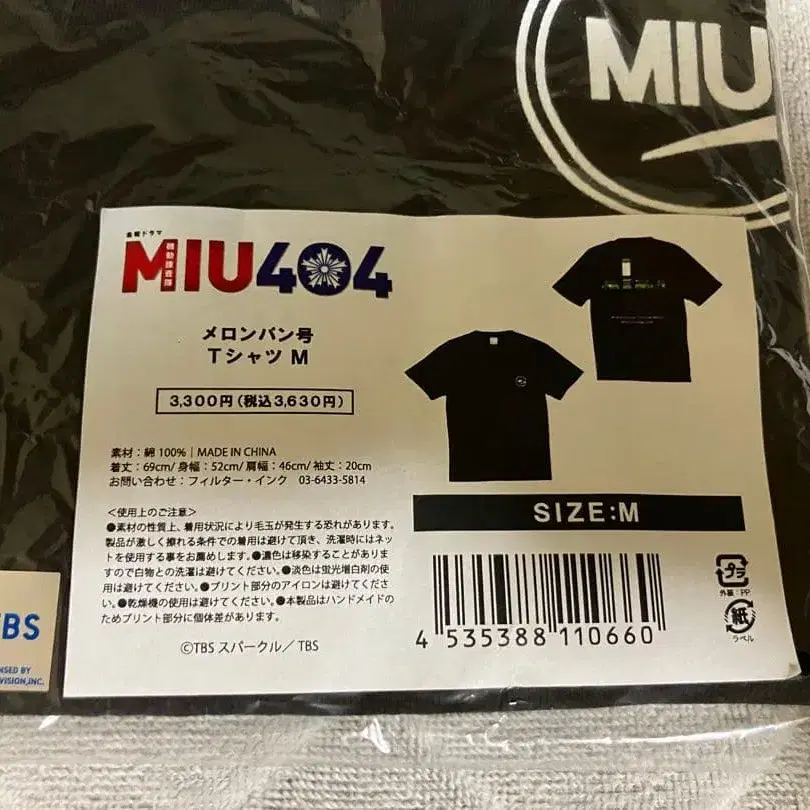 MIU
金曜ドラマ
MIU404
機動捜査隊
メロンパン号
Tシャツ M
3,300円(税込3,630円)
素材:綿 100%|MADE IN CHINA
着丈:69cm/ 身幅:52cm/ 肩幅:46cm/ 袖丈:20cm
お問い合わせ:フィルター・インク 03-6433-5814
<使用上のご注意>
●素材の性質上、着用状況により毛玉が発生する恐れがあります。
製品が激しく擦れる条件での着用は避けて頂き、洗濯時にはネッ
トを使用する事をお薦めします。●濃色は移染することがありま
すので白物との洗濯は避けてください。●淡色は蛍光増白剤の使
用は避けてください。●プリント部分のアイロンは避けてくださ
い。●乾燥機の使用は避けてください。●本製品はハンドメイドの
ためプリント部分に個体差があります。
©TBS スパークル/ TBS
SIZE:M
4 535388 110660
プラ
外装:PP
紙
ラベル
TBS
NSED BY
VISION,INC.